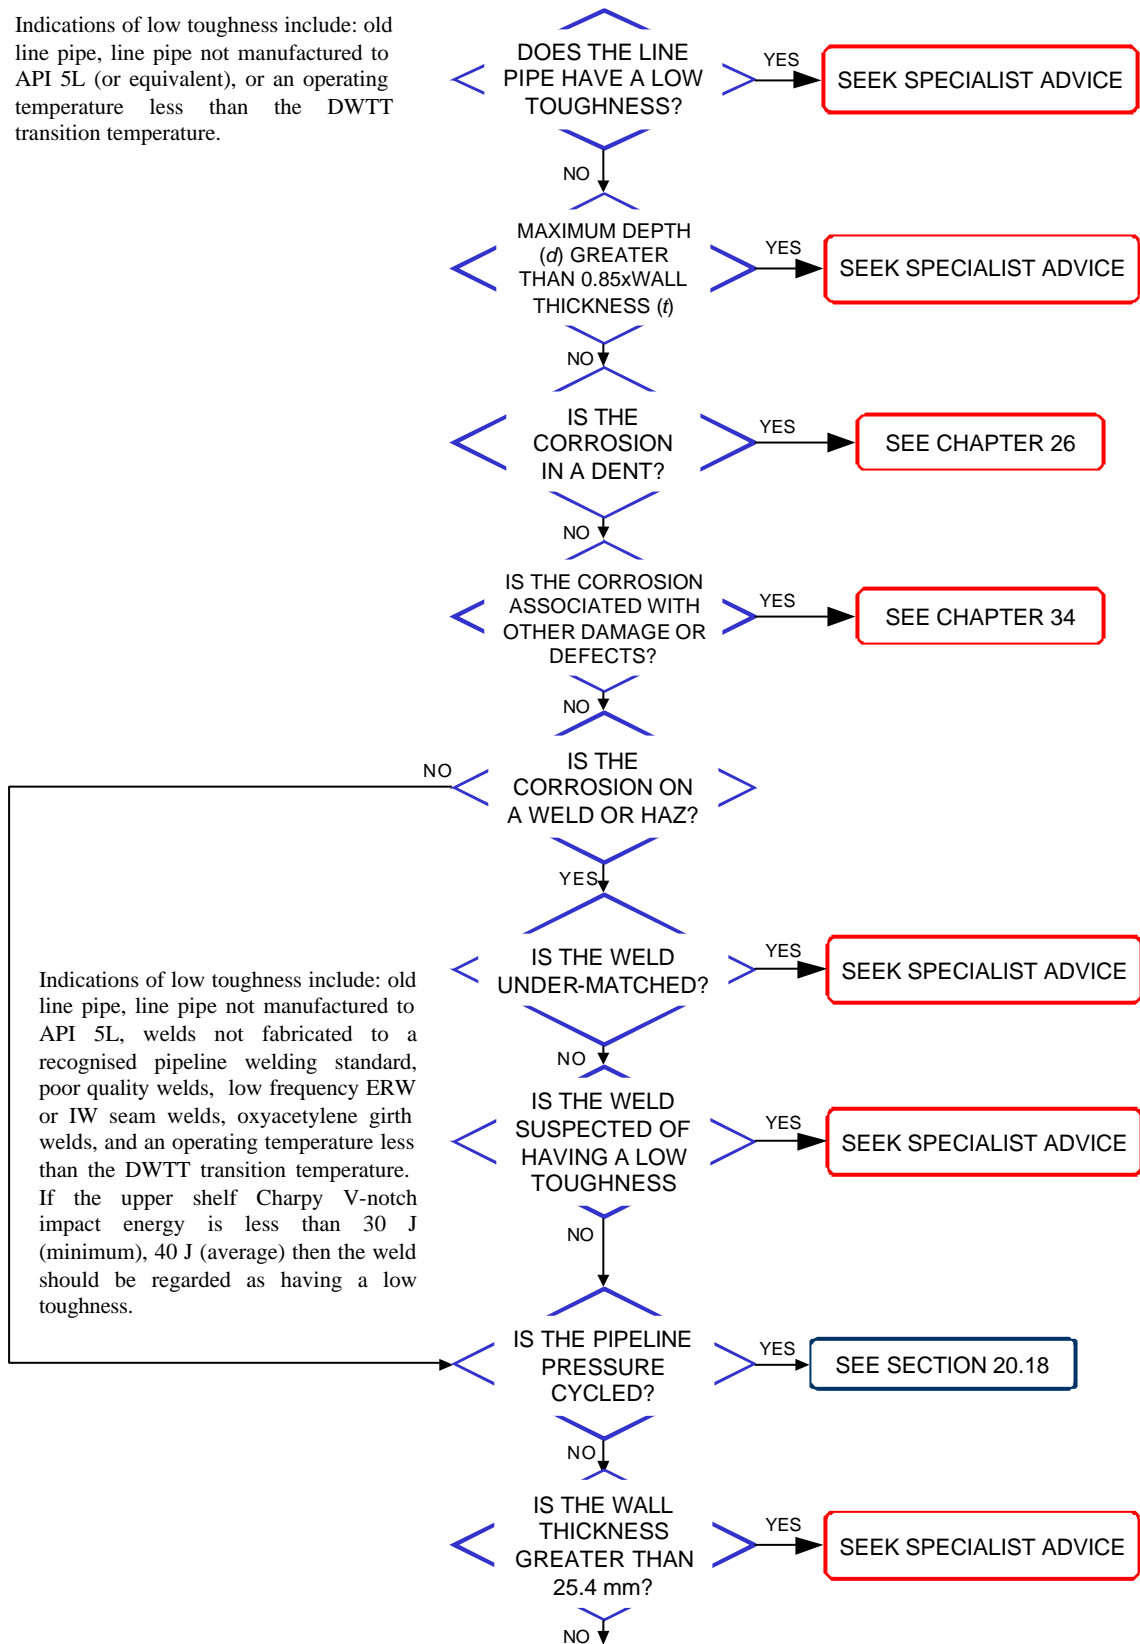 Indications of low toughness include: old
line pipe, line pipe not manufactured to
API 5L (or equivalent), or an operating
temperature less than the DWTT
transition temperature.
DOES THE LINE
PIPE HAVE A LOW
TOUGHNESS?
YES
SEEK SPECIALIST ADVICE
NO
MAXIMUM DEPTH
(d) GREATER
THAN 0.85xWALL
THICKNESS (t)
YES
SEEK SPECIALIST ADVICE
NO
IS THE
CORROSION
IN A DENT?
YES
SEE CHAPTER 26
NO
IS THE CORROSION
ASSOCIATED WITH
OTHER DAMAGE OR
DEFECTS?
YES
SEE CHAPTER 34
NO
IS THE
CORROSION ON
A WELD OR HAZ?
NO
YES
IS THE WELD
UNDER-MATCHED?
YES
SEEK SPECIALIST ADVICE
NO
Indications of low toughness include: old
line pipe, line pipe not manufactured to
API 5L, welds not fabricated to a
recognised pipeline welding standard,
poor quality welds, low frequency ERW
or IW seam welds, oxyacetylene girth
welds, and an operating temperature less
than the DWTT transition temperature.
If the upper shelf Charpy V-notch
impact energy is less than 30 J
(minimum), 40 J (average) then the weld
should be regarded as having a low
toughness.
IS THE WELD
SUSPECTED OF
HAVING A LOW
TOUGHNESS
YES
SEEK SPECIALIST ADVICE
NO
IS THE PIPELINE
PRESSURE
CYCLED?
YES
SEE SECTION 20.18
NO
IS THE WALL
THICKNESS
GREATER THAN
25.4 mm?
YES
SEEK SPECIALIST ADVICE
NO